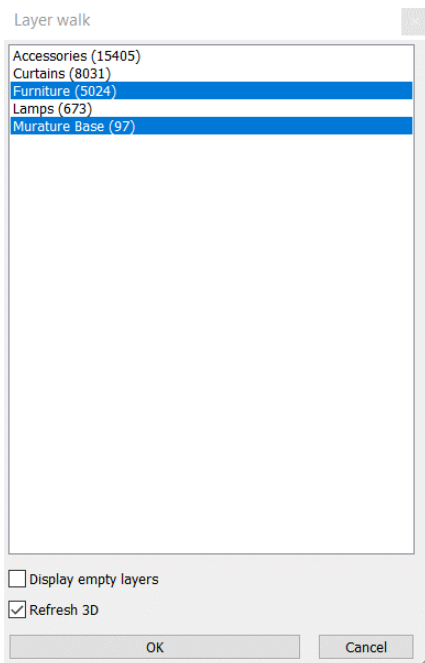 Layer walk
Accessories (15405)
Curtains (8031)
Furniture (5024)
Lamps (673)
Murature Base (97)
Display empty layers
Refresh 3D
OK Cancel